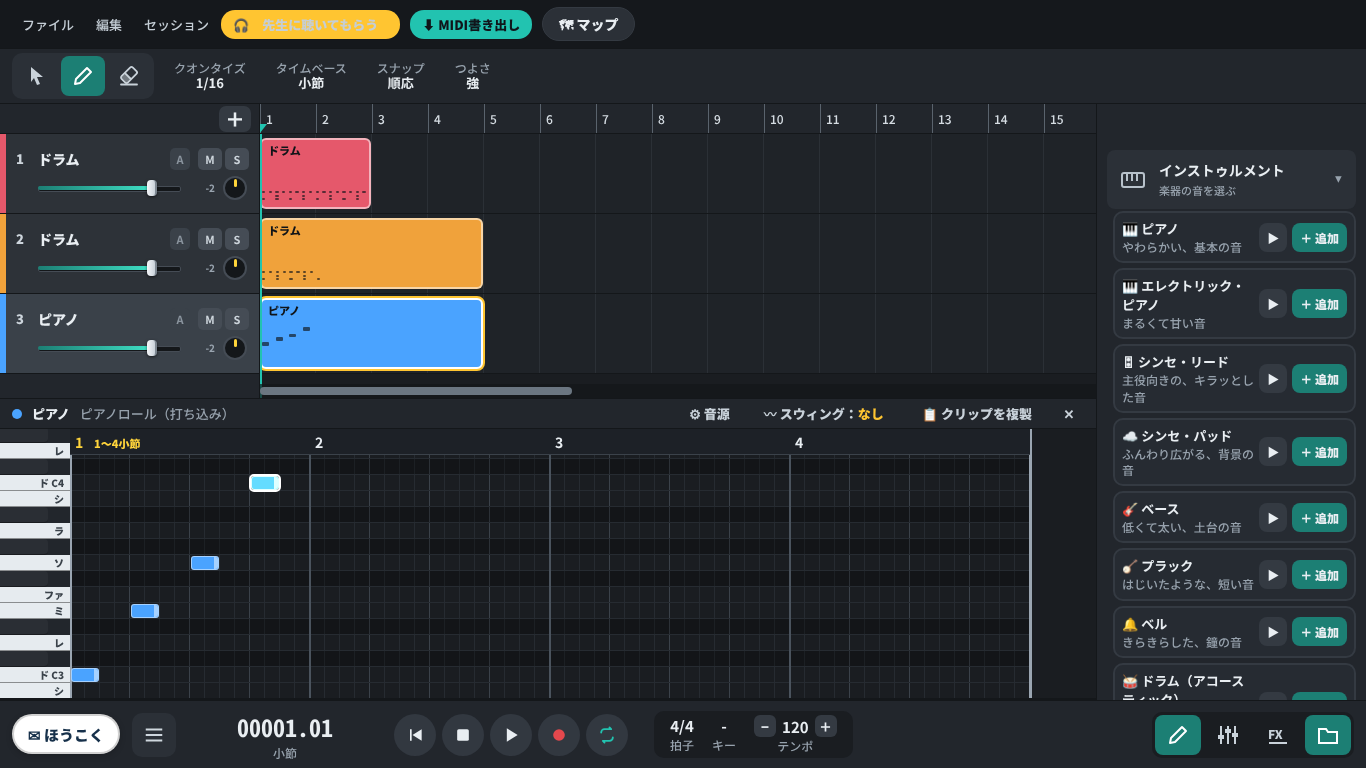 ファイル 編集 セッション 先生に聴いてもらう MIDI書き出し マップ
クオンタイズ タイムベース スナップ つよさ
1/16 小節 順応 強
1 2 3 4 5 6 7 8 9 10 11 12 13 14 15
1 ドラム A M S
-2
ドラム
2 ドラム A M S
-2
ドラム
3 ピアノ A M S
-2
ピアノ
インストゥルメント
楽器の音を選ぶ
ピアノ
やわらかい、基本の音
+ 追加
エレクトリック・
ピアノ
まるくて甘い音
+ 追加
シンセ・リード
主役向きの、キラッとし
た音
+ 追加
シンセ・パッド
ふんわり広がる、背景の
音
+ 追加
ベース
低くて太い、土台の音
+ 追加
プラック
はじいたような、短い音
+ 追加
ベル
きらきらした、鐘の音
+ 追加
ドラム（アコース
ティック）
ピアノ ピアノロール（打ち込み） 音源 スウィング：なし クリップを複製 ×
1 1〜4小節 2 3 4
レ
ド C4
シ
ラ
ソ
ファ
ミ
レ
ド C3
シ
ほうこく
00001.01
小節
4/4 - − 120 +
拍子 キー テンポ
FX